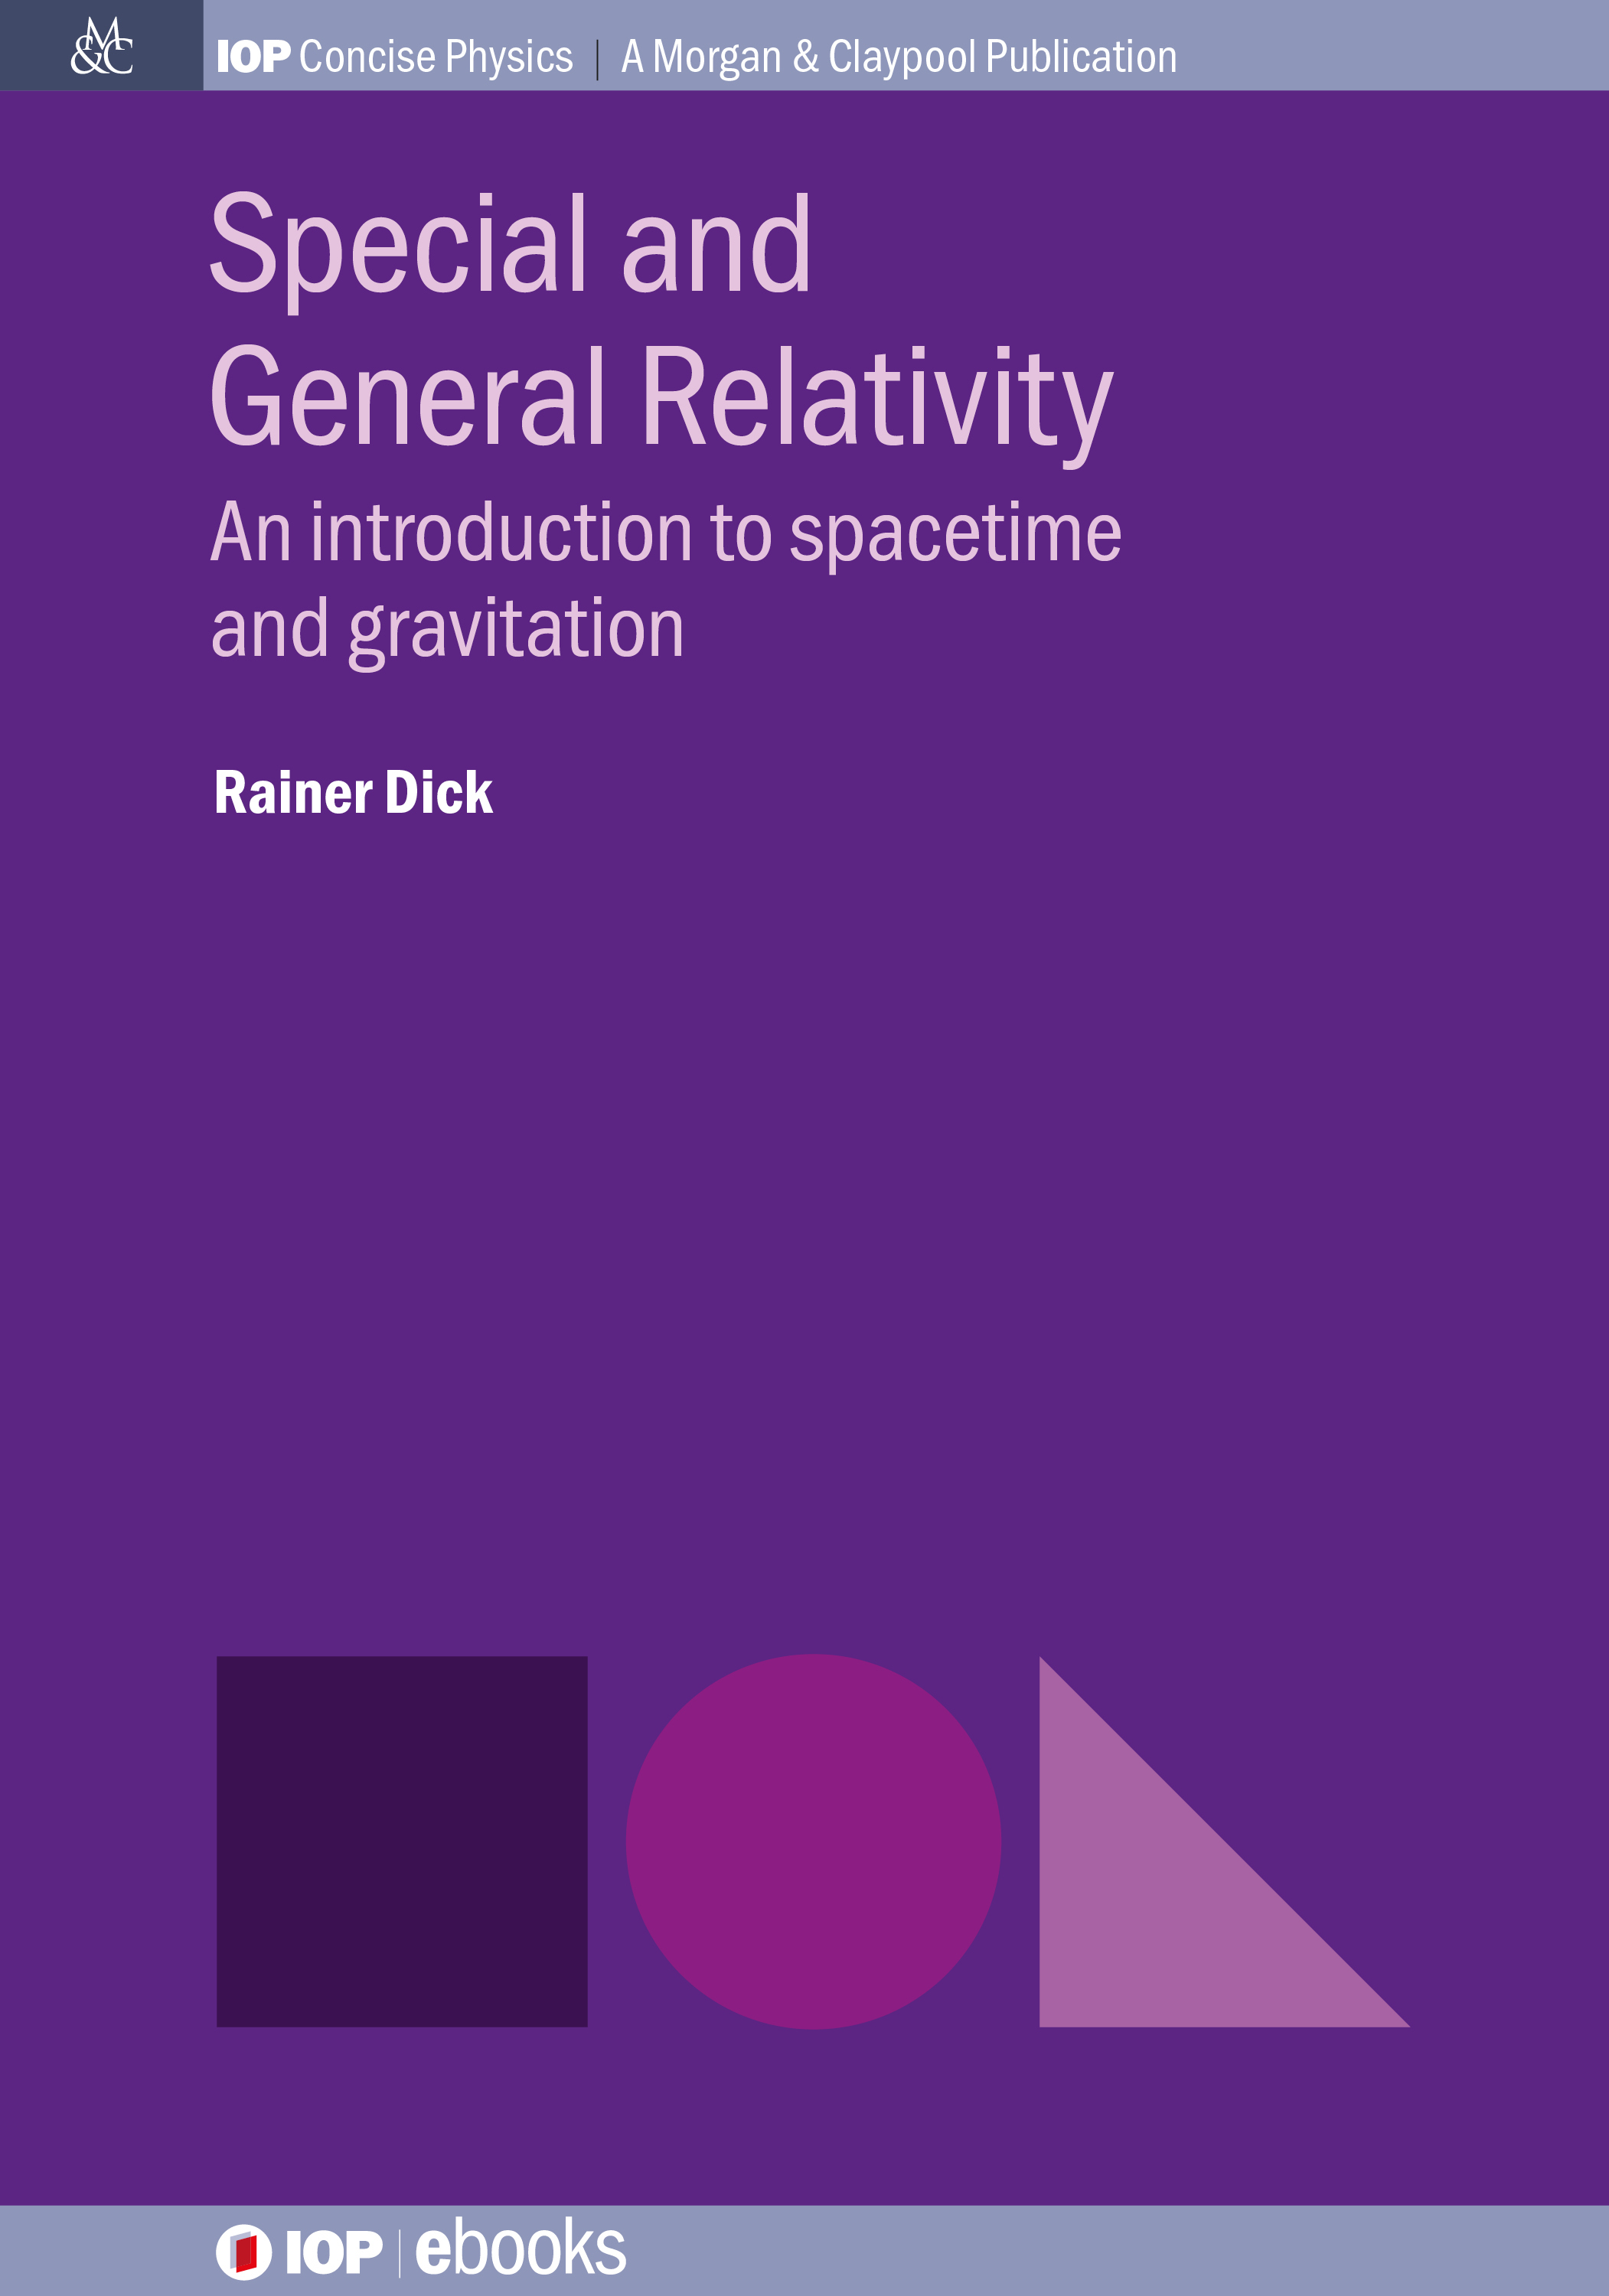 M&C
IOP Concise Physics | A Morgan & Claypool Publication
Special and
General Relativity
An introduction to spacetime
and gravitation
Rainer Dick
IOP | ebooks